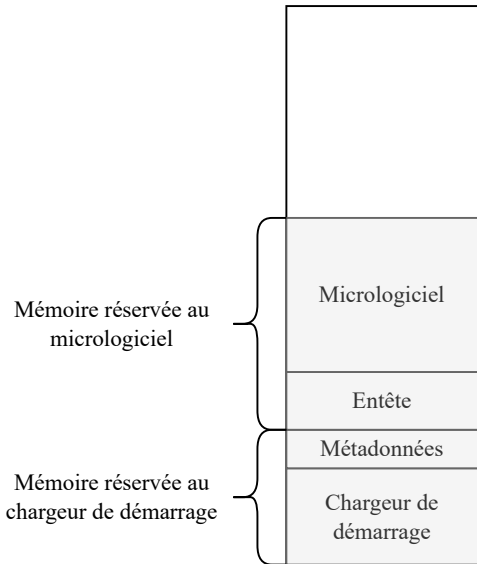 Micrologiciel
Mémoire réservée au
micrologiciel
Entête
Métadonnées
Mémoire réservée au
chargeur de démarrage
Chargeur de
démarrage